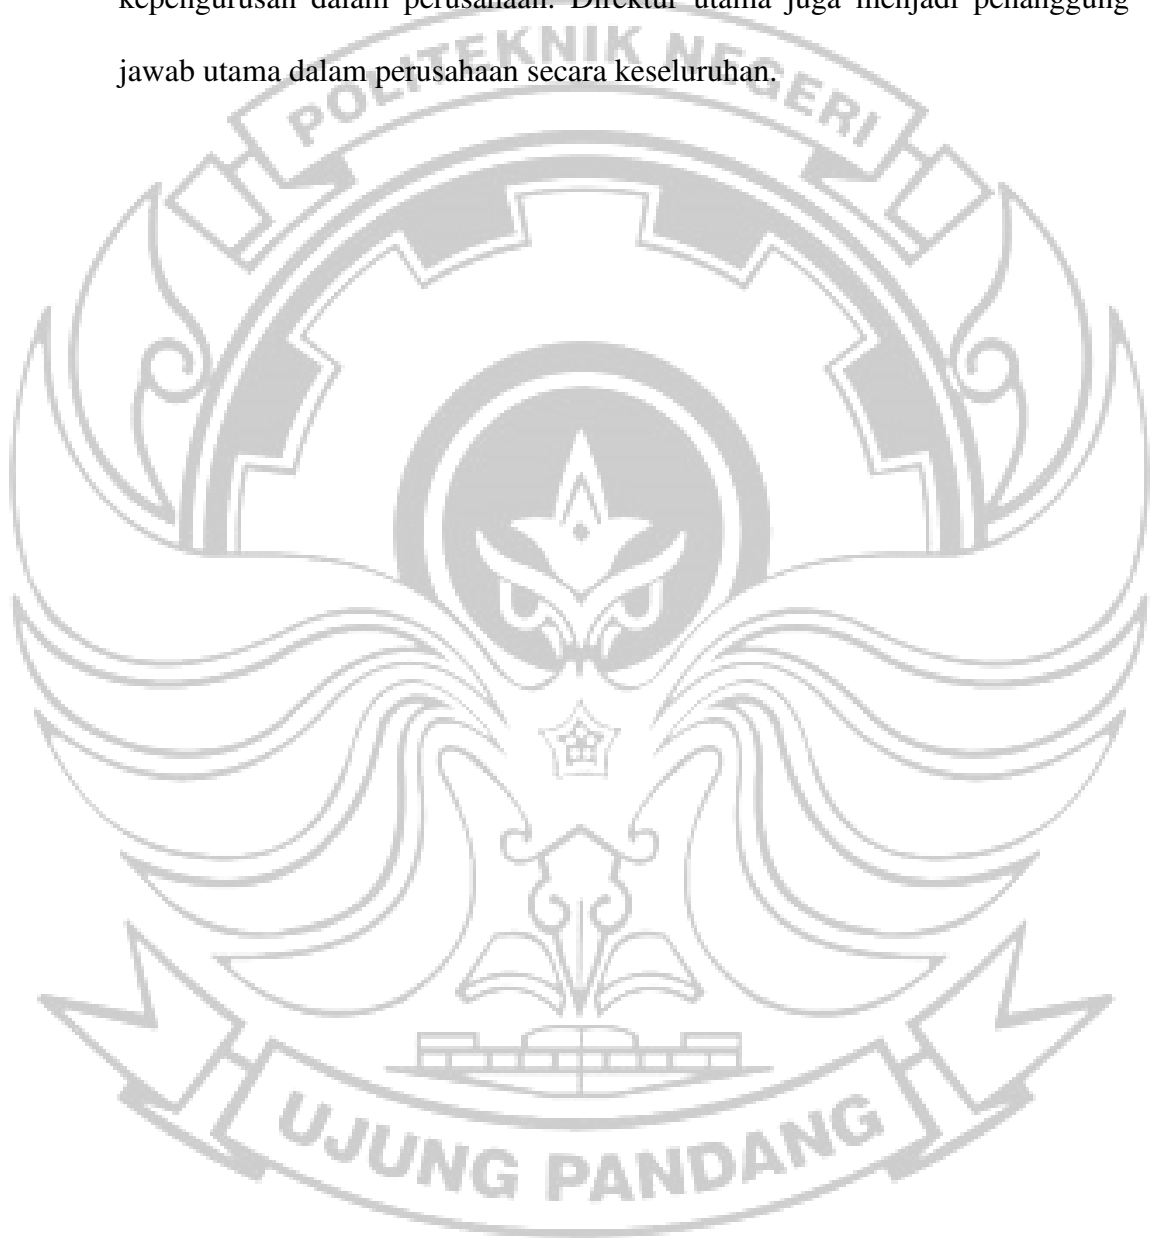 kepengurusan dalam perusahaan. Direktur utama juga menjadi penanggung
jawab utama dalam perusahaan secara keseluruhan.
POLITEKNIK NEGERI
UJUNG PANDANG